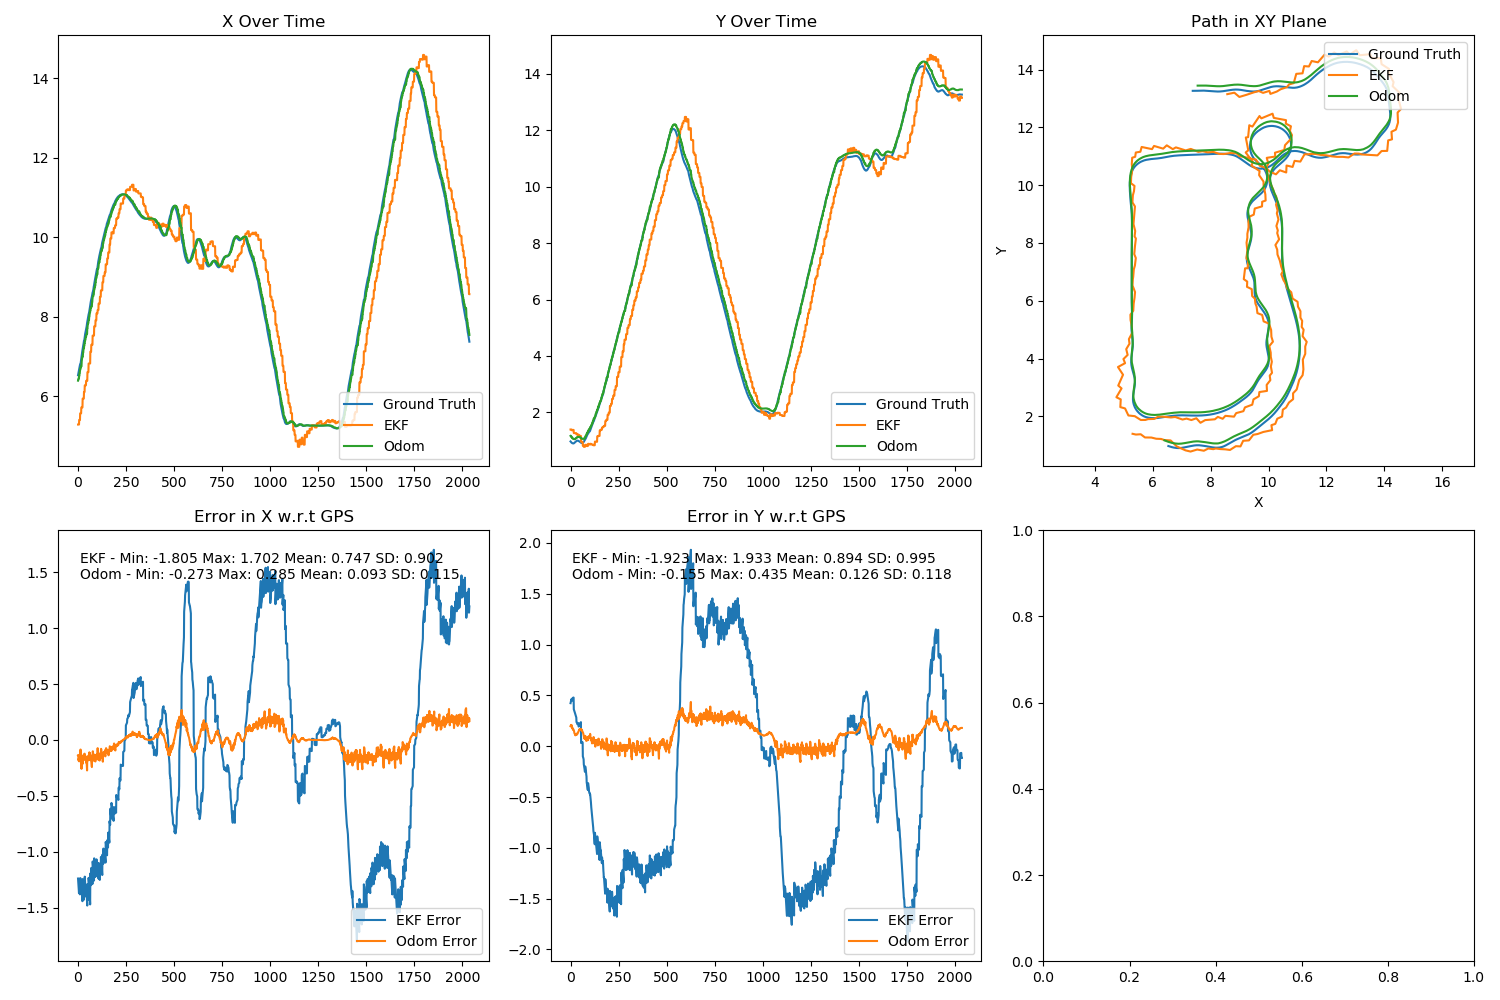 X Over Time
14
12
10
8
6
0 250 500 750 1000 1250 1500 1750 2000
Ground Truth
EKF
Odom
Y Over Time
14
12
10
8
6
4
2
0 250 500 750 1000 1250 1500 1750 2000
Ground Truth
EKF
Odom
Path in XY Plane
Y
14
12
10
8
6
4
2
4 6 8 10 12 14 16
X
Ground Truth
EKF
Odom
Error in X w.r.t GPS
EKF - Min: -1.805 Max: 1.702 Mean: 0.747 SD: 0.902
Odom - Min: -0.273 Max: 0.285 Mean: 0.093 SD: 0.115
1.5
1.0
0.5
0.0
−0.5
−1.0
−1.5
0 250 500 750 1000 1250 1500 1750 2000
EKF Error
Odom Error
Error in Y w.r.t GPS
EKF - Min: -1.923 Max: 1.933 Mean: 0.894 SD: 0.995
Odom - Min: -0.155 Max: 0.435 Mean: 0.126 SD: 0.118
2.0
1.5
1.0
0.5
0.0
−0.5
−1.0
−1.5
−2.0
0 250 500 750 1000 1250 1500 1750 2000
EKF Error
Odom Error
1.0
0.8
0.6
0.4
0.2
0.0
0.0 0.2 0.4 0.6 0.8 1.0